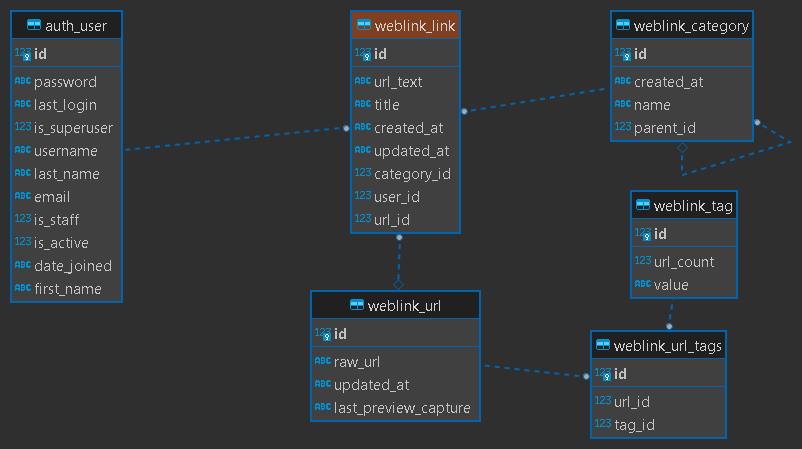 auth_user
123 id
ABC password
ABC last_login
123 is_superuser
ABC username
ABC last_name
ABC email
123 is_staff
123 is_active
ABC date_joined
ABC first_name
weblink_link
123 id
ABC url_text
ABC title
ABC created_at
ABC updated_at
123 category_id
123 user_id
123 url_id
weblink_category
123 id
ABC created_at
ABC name
123 parent_id
weblink_tag
123 id
123 url_count
ABC value
weblink_url
123 id
ABC raw_url
ABC updated_at
ABC last_preview_capture
weblink_url_tags
123 id
123 url_id
123 tag_id